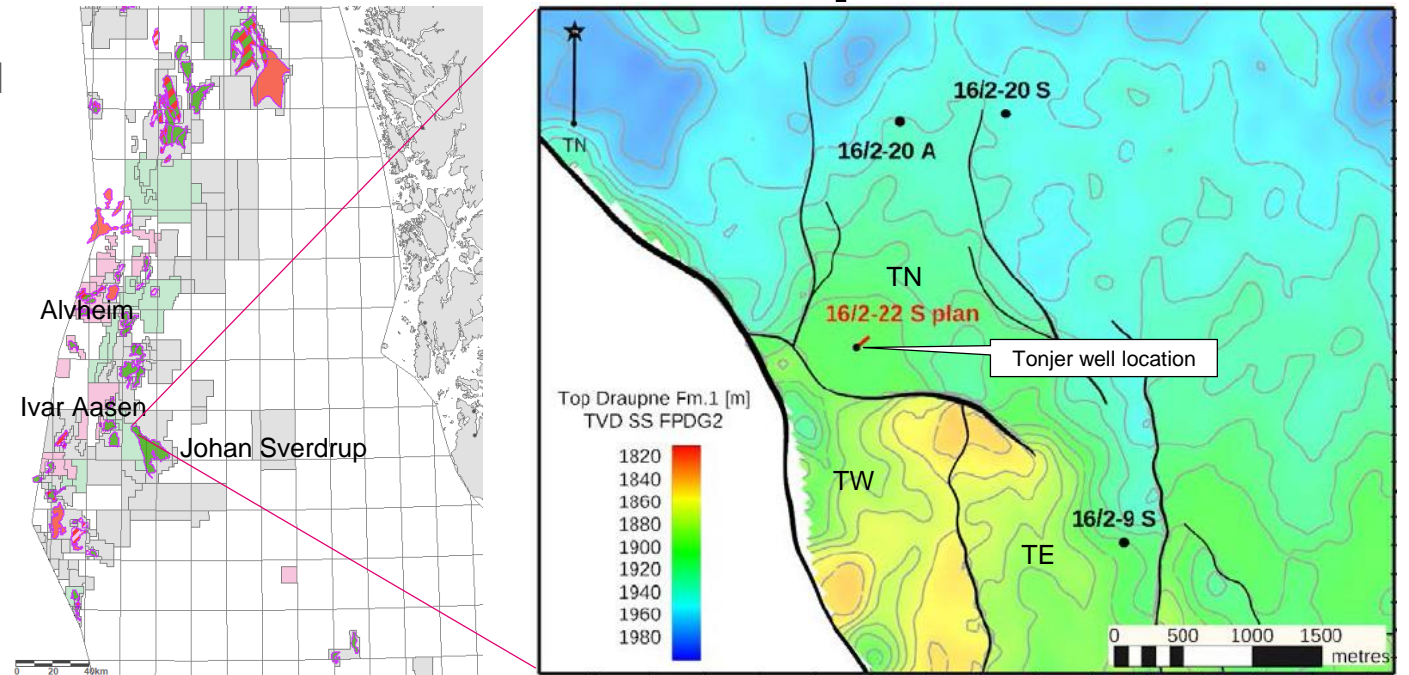 Alvheim
Ivar Aasen
Johan Sverdrup
0 20 40km
TN
16/2-20 S
16/2-20 A
TN
16/2-22 S plan
Tonjer well location
Top Draupne Fm.1 [m]
TVD SS FPDG2
1820
1840
1860
1880
1900
1920
1940
1960
1980
TW
16/2-9 S
TE
0 500 1000 1500
metres